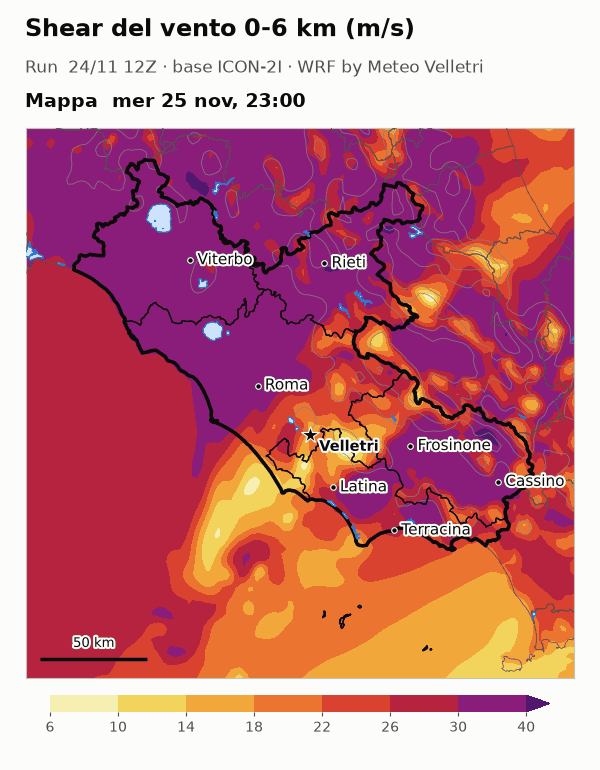 Shear del vento 0-6 km (m/s)
Run  24/11 12Z · base ICON-2I · WRF by Meteo Velletri
Mappa  mer 25 nov, 23:00
Viterbo
Rieti
Roma
Velletri
Frosinone
Cassino
Latina
Terracina
50 km
6 10 14 18 22 26 30 40